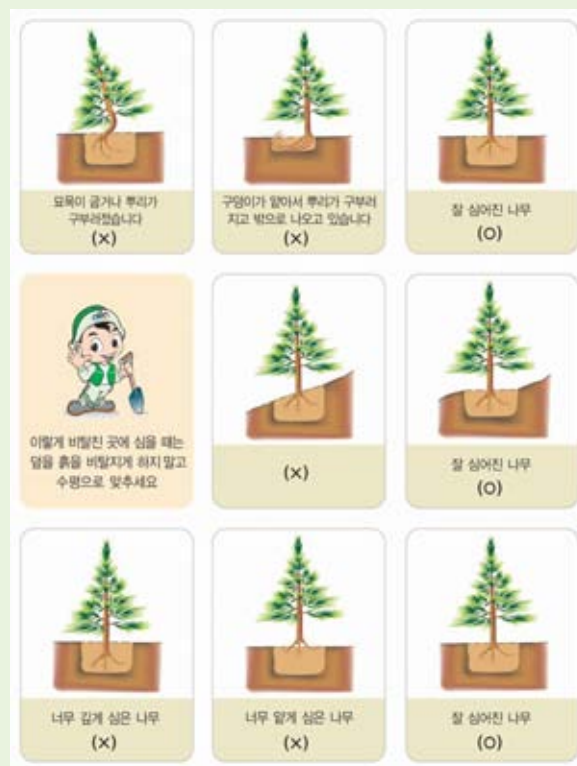 묘목이 굽거나 뿌리가
구부러졌습니다
(×)
구덩이가 얕아서 뿌리가 구부러
지고 밖으로 나오고 있습니다
(×)
잘 심어진 나무
(O)
이렇게 비탈진 곳에 심을 때는
덮을 흙을 비탈지게 하지 말고
수평으로 맞추세요
(×)
잘 심어진 나무
(O)
너무 깊게 심은 나무
(×)
너무 얕게 심은 나무
(×)
잘 심어진 나무
(O)